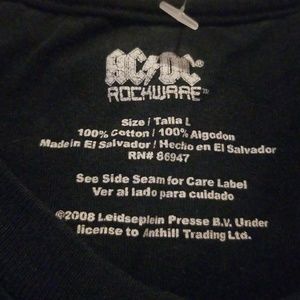 AC⚡DC®
ROCKWARE™
Size / Talla L
100% Cotton / 100% Algodon
Made in El Salvador / Hecho en El Salvador
RN# 86947
See Side Seam for Care Label
Ver al lado para cuidado
©2008 Leidseplein Presse B.V. Under
license to Anthill Trading Ltd.